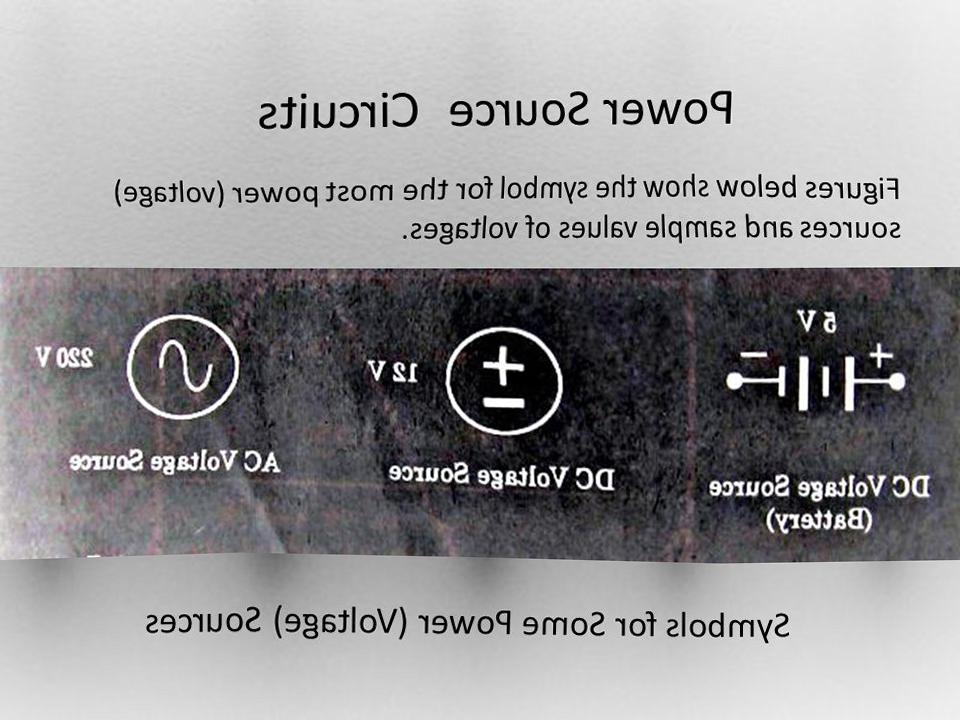 Power Source Circuits
Figures below show the symbol for the most power (voltage)
sources and sample values of voltages.
5 V
+
−
DC Voltage Source
(Battery)
12 V
+
−
DC Voltage Source
220 V
AC Voltage Source
Symbols for Some Power (Voltage) Sources